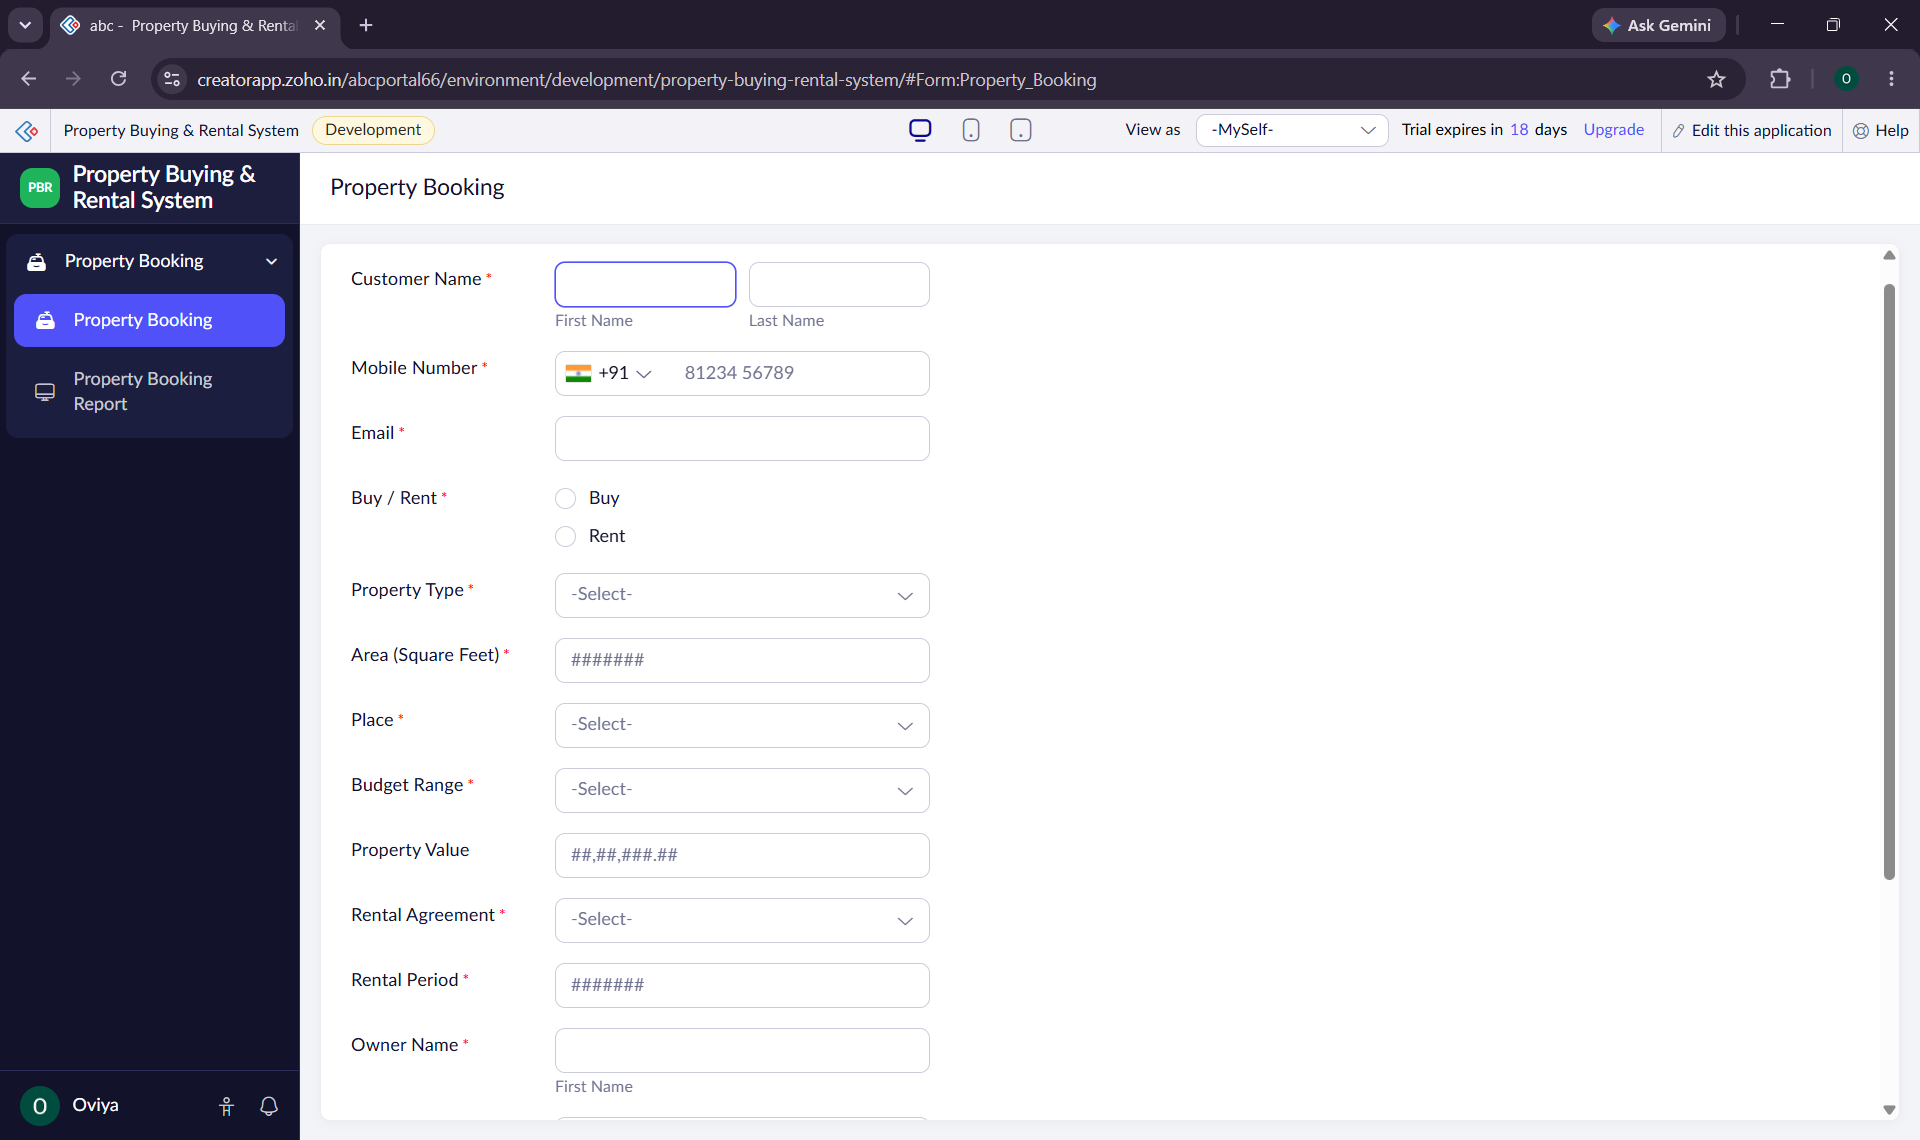 abc - Property Buying & Renta
Ask Gemini
creatorapp.zoho.in/abcportal66/environment/development/property-buying-rental-system/#Form:Property_Booking
O
Property Buying & Rental System
Development
View as
-MySelf-
Trial expires in 18 days
Upgrade
Edit this application
Help
PBR
Property Buying &
Rental System
Property Booking
Property Booking
Property Booking
Report
Property Booking
Customer Name *
First Name
Last Name
Mobile Number *
+91
81234 56789
Email *
Buy / Rent *
Buy
Rent
Property Type *
-Select-
Area (Square Feet) *
#######
Place *
-Select-
Budget Range *
-Select-
Property Value
##,##,###.##
Rental Agreement *
-Select-
Rental Period *
#######
Owner Name *
First Name
O
Oviya